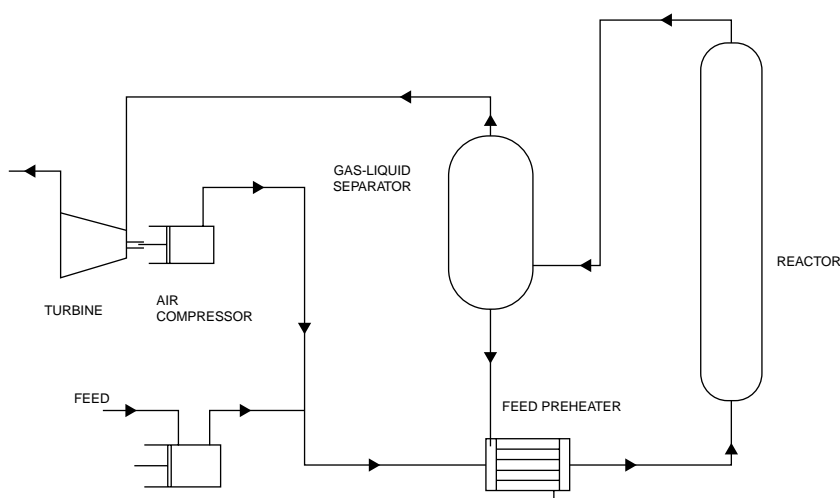 GAS-LIQUID
SEPARATOR
REACTOR
TURBINE
AIR
COMPRESSOR
FEED
FEED PREHEATER